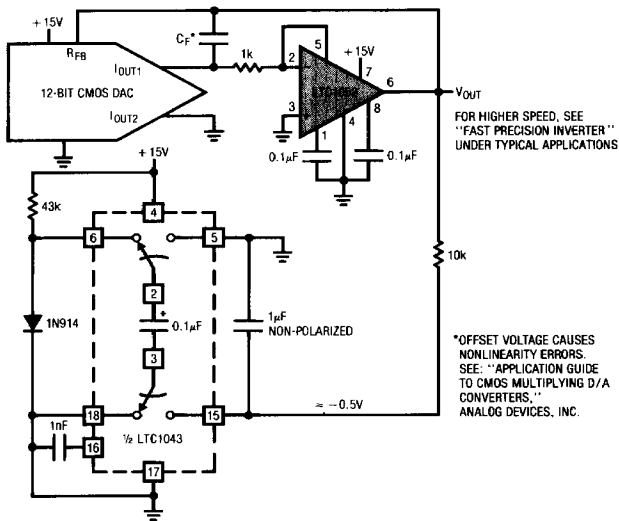 +15V
RFB
CF*
1k
IOUT1
12-BIT CMOS DAC
IOUT2
2
3
5
+15V
7
6
8
4
1
VOUT
0.1µF
0.1µF
FOR HIGHER SPEED, SEE
"FAST PRECISION INVERTER"
UNDER TYPICAL APPLICATIONS
+15V
43k
4
6
5
2
+
0.1µF
3
1N914
1µF
NON-POLARIZED
10k
18
15
≈ −0.5V
1nF
16
½ LTC1043
17
*OFFSET VOLTAGE CAUSES
NONLINEARITY ERRORS.
SEE: "APPLICATION GUIDE
TO CMOS MULTIPLYING D/A
CONVERTERS,"
ANALOG DEVICES, INC.